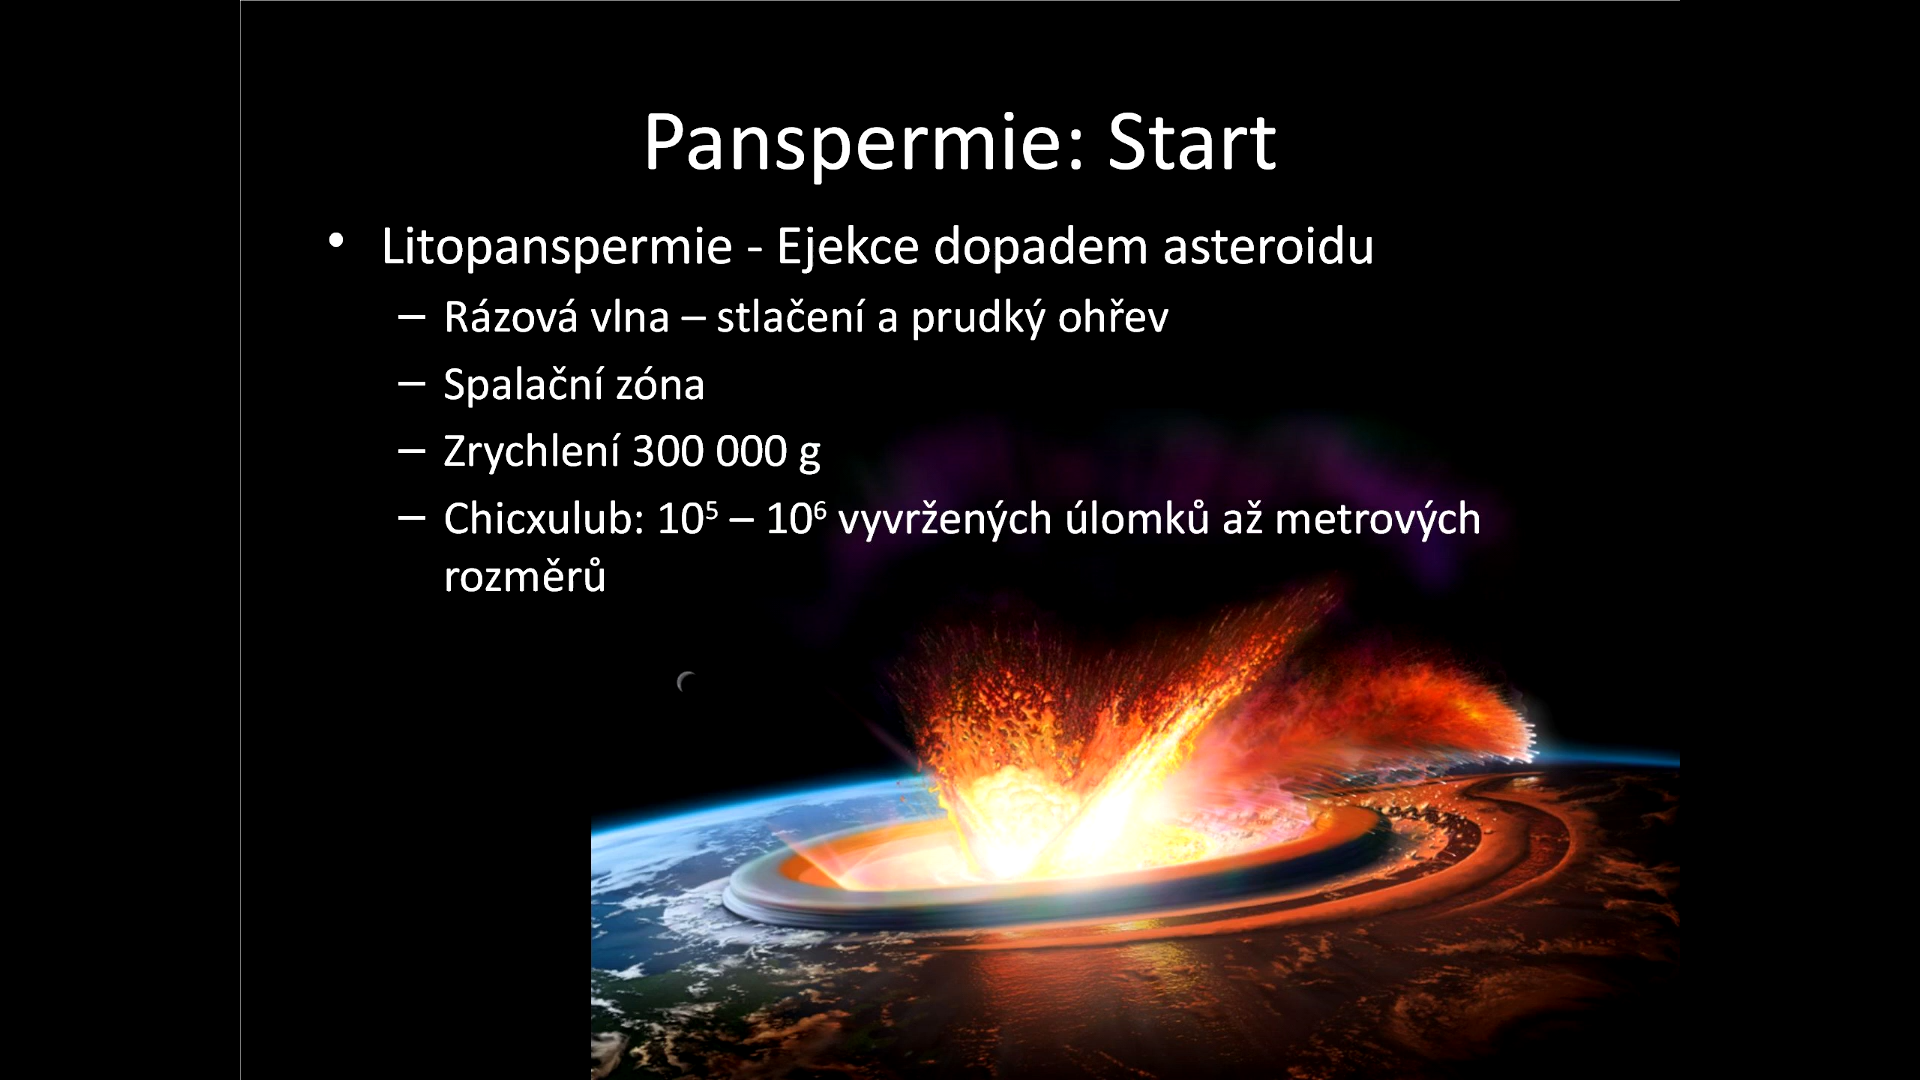 Panspermie: Start
• Litopanspermie - Ejekce dopadem asteroidu
– Rázová vlna – stlačení a prudký ohřev
– Spalační zóna
– Zrychlení 300 000 g
– Chicxulub: 10⁵ – 10⁶ vyvržených úlomků až metrových
rozměrů